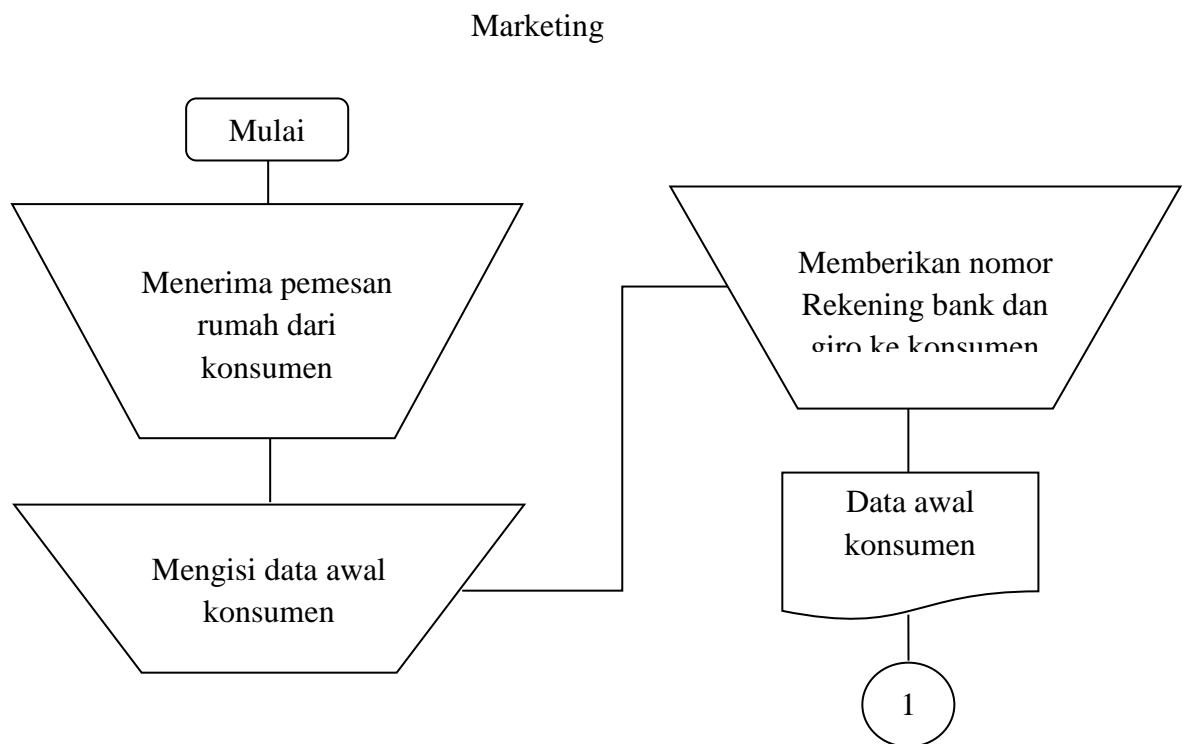 Marketing
Mulai
Menerima pemesan
rumah dari
konsumen
Mengisi data awal
konsumen
Memberikan nomor
Rekening bank dan
giro ke konsumen
Data awal
konsumen
1